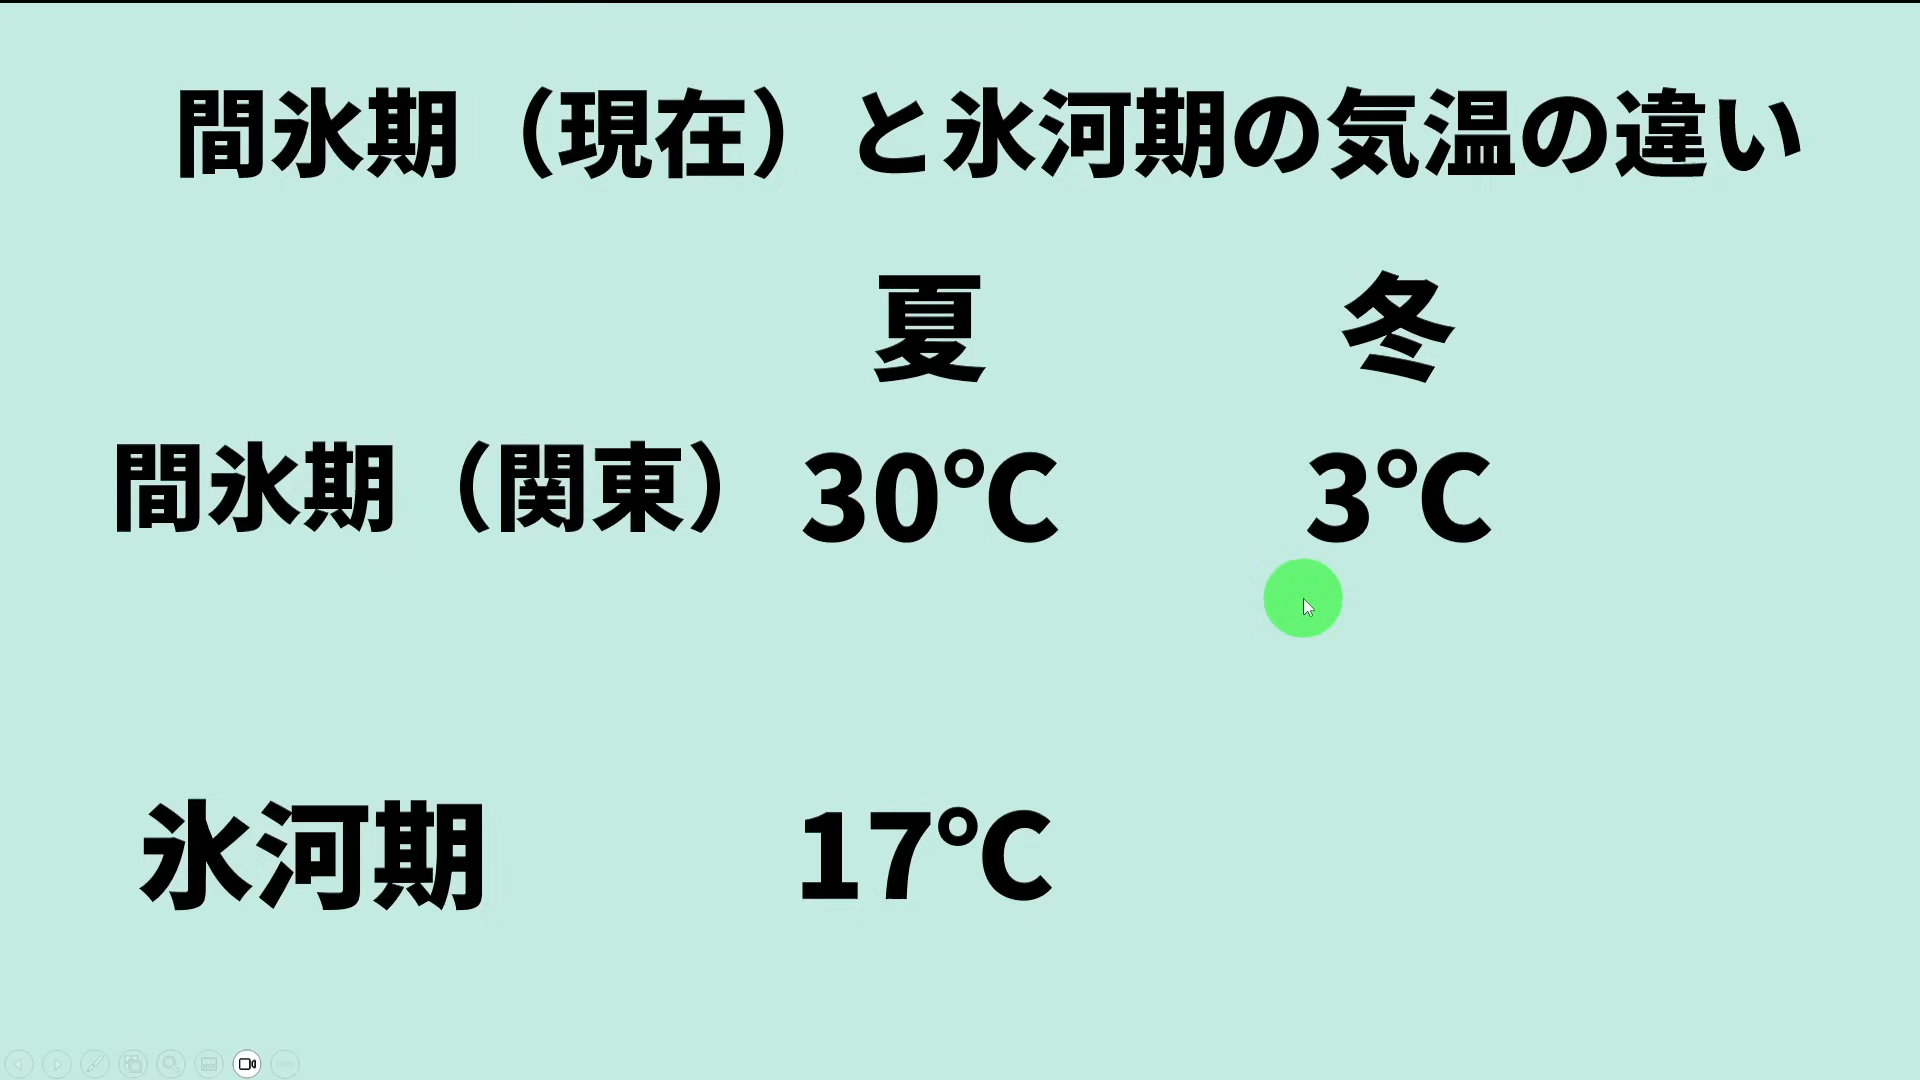 間氷期（現在）と氷河期の気温の違い
夏 冬
間氷期（関東） 30℃ 3℃
氷河期 17℃